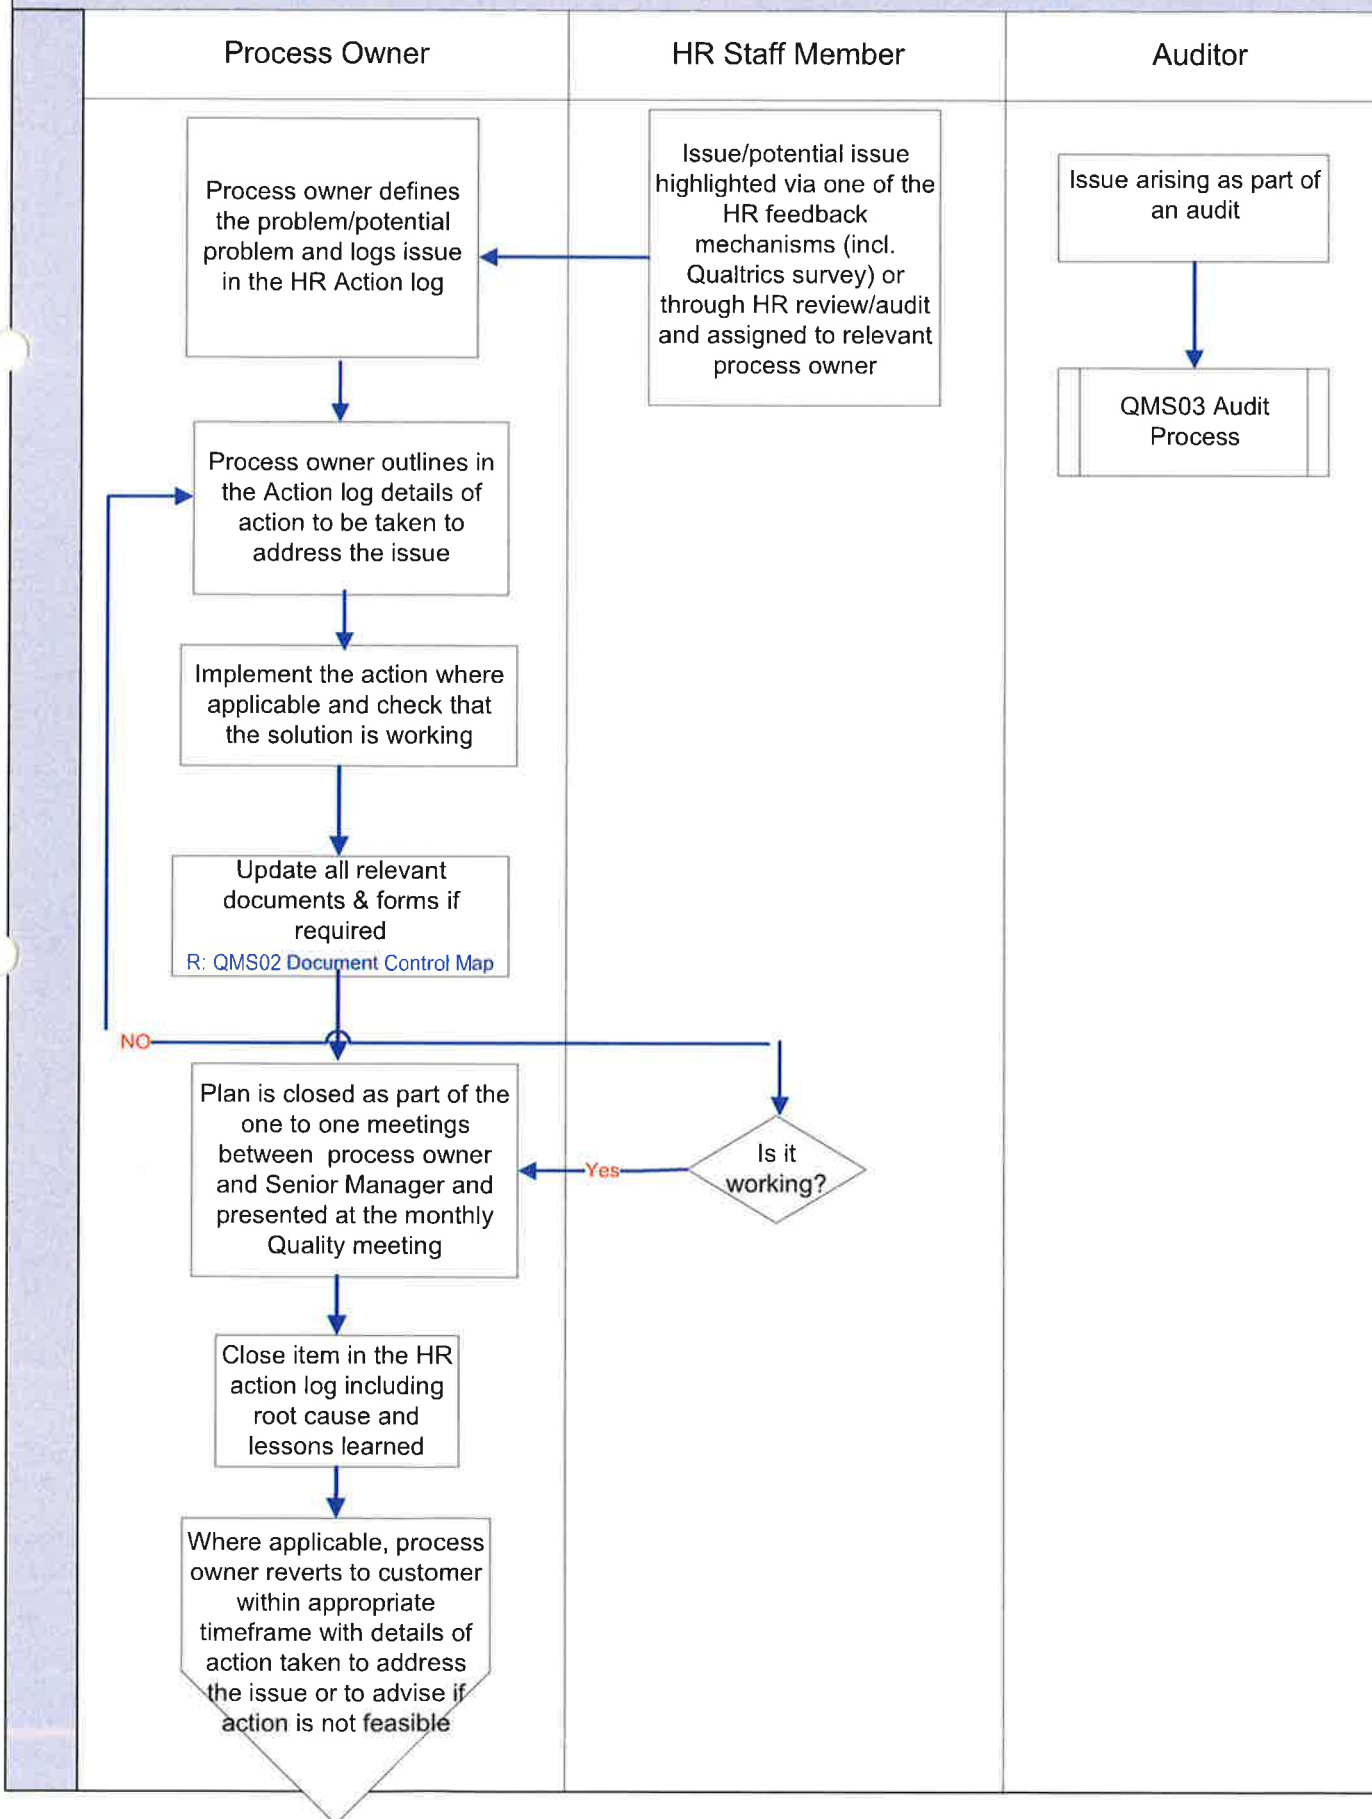 Process Owner
HR Staff Member
Auditor
Process owner defines
the problem/potential
problem and logs issue
in the HR Action log
Issue/potential issue
highlighted via one of the
HR feedback
mechanisms (incl.
Qualtrics survey) or
through HR review/audit
and assigned to relevant
process owner
Issue arising as part of
an audit
QMS03 Audit
Process
Process owner outlines in
the Action log details of
action to be taken to
address the issue
Implement the action where
applicable and check that
the solution is working
Update all relevant
documents & forms if
required
R: QMS02 Document Control Map
NO
Plan is closed as part of the
one to one meetings
between process owner
and Senior Manager and
presented at the monthly
Quality meeting
Yes
Is it
working?
Close item in the HR
action log including
root cause and
lessons learned
Where applicable, process
owner reverts to customer
within appropriate
timeframe with details of
action taken to address
the issue or to advise if
action is not feasible